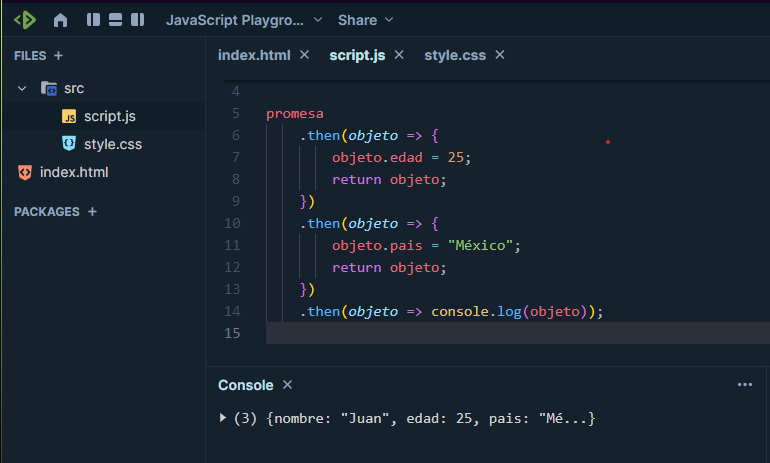 JavaScript Playgro...
Share
FILES +
index.html ×
script.js ×
style.css ×
src
script.js
style.css
index.html
PACKAGES +
4
5 promesa
6 .then(objeto => {
7 objeto.edad = 25;
8 return objeto;
9 })
10 .then(objeto => {
11 objeto.pais = "México";
12 return objeto;
13 })
14 .then(objeto => console.log(objeto));
15
Console ×
(3) {nombre: "Juan", edad: 25, pais: "Mé...}